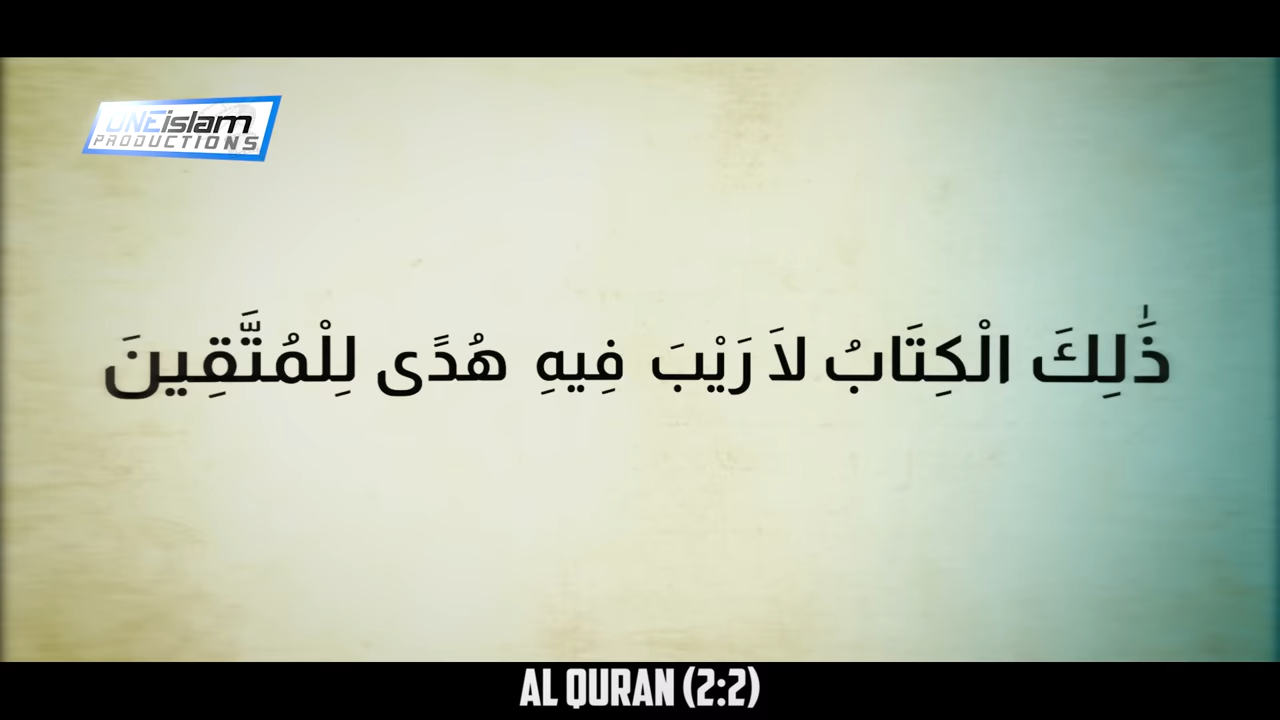 ONEislam
PRODUCTIONS
ذَٰلِكَ الْكِتَابُ لاَ رَيْبَ فِيهِ هُدًى لِلْمُتَّقِينَ
AL QURAN (2:2)